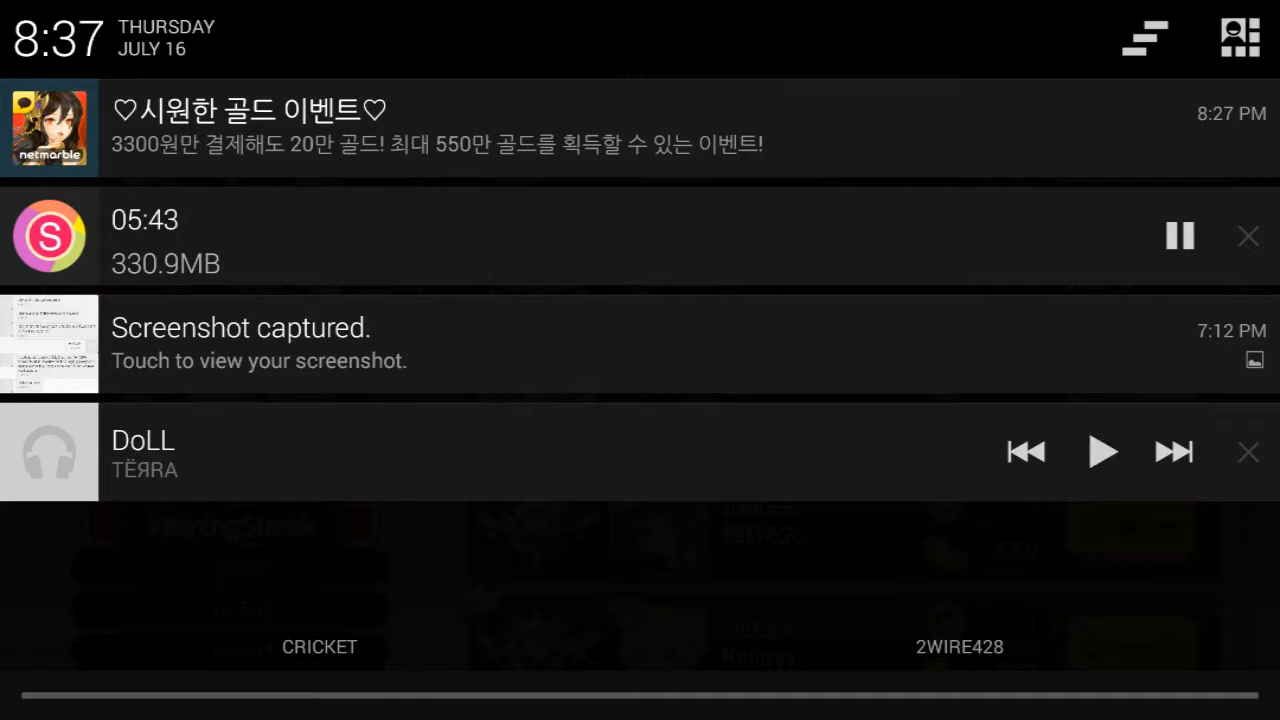 8:37
THURSDAY
JULY 16
netmarble
♡시원한 골드 이벤트♡
8:27 PM
3300원만 결제해도 20만 골드! 최대 550만 골드를 획득할 수 있는 이벤트!
S
05:43
330.9MB
Screenshot captured.
7:12 PM
Touch to view your screenshot.
DoLL
TЁЯRA
Winning Streak
CRICKET
2WIRE428